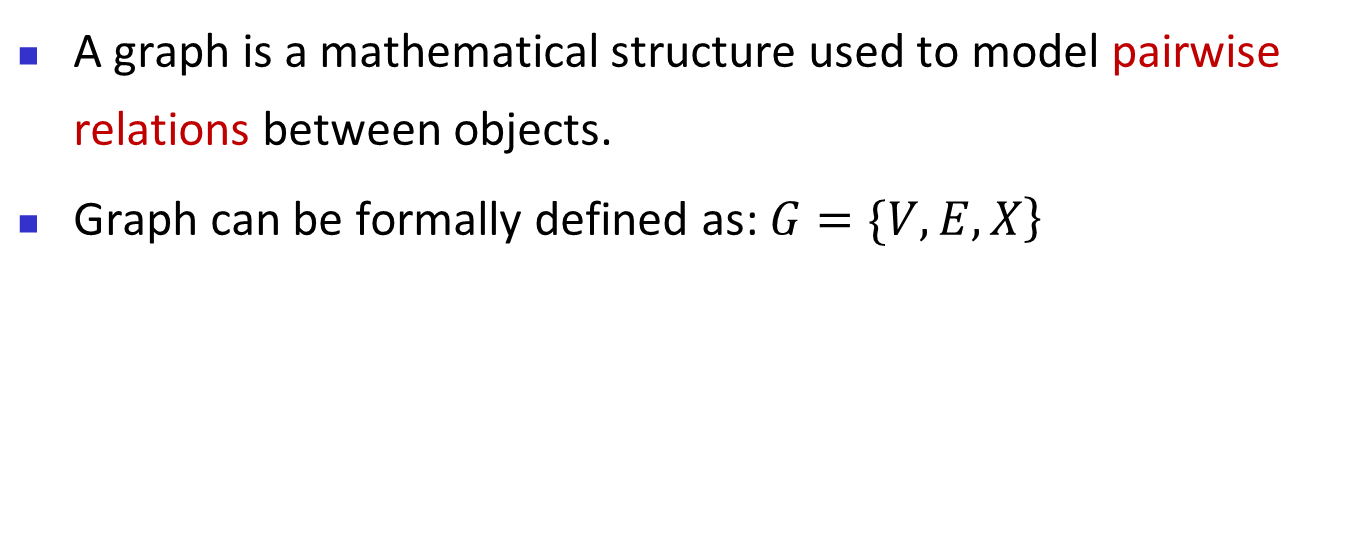 ▪ A graph is a mathematical structure used to model pairwise
relations between objects.
▪ Graph can be formally defined as: G = {V, E, X}